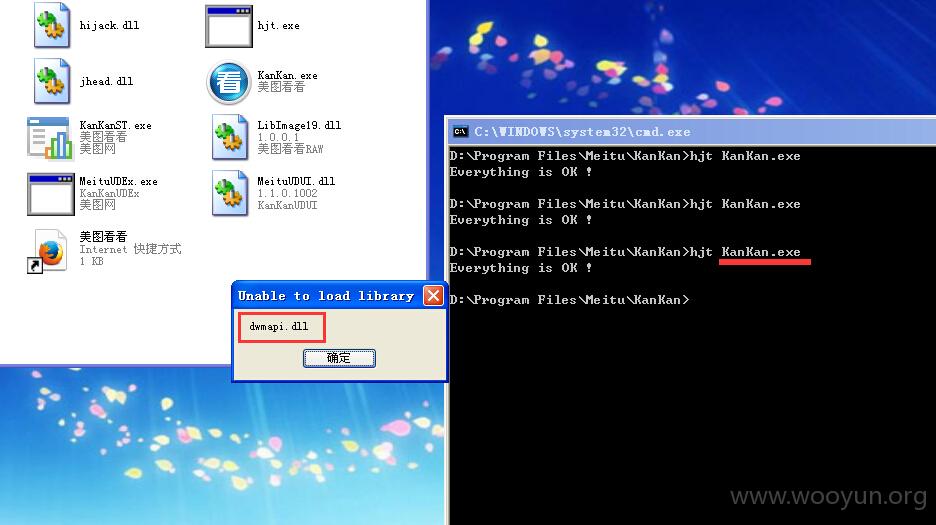 hijack.dll
hjt.exe
jhead.dll
KanKan.exe
美图看看
KanKanST.exe
美图看看
美图网
LibImage19.dll
1.0.0.1
美图看看RAW
MeituUDEx.exe
KanKanUDEx
美图网
MeituUDUI.dll
1.1.0.1002
KanKanUDUI
美图看看
Internet 快捷方式
1 KB
看
Unable to load library
dwmapi.dll
确定
C:\WINDOWS\system32\cmd.exe
D:\Program Files\Meitu\KanKan>hjt KanKan.exe
Everything is OK !
D:\Program Files\Meitu\KanKan>hjt KanKan.exe
Everything is OK !
D:\Program Files\Meitu\KanKan>hjt KanKan.exe
Everything is OK !
D:\Program Files\Meitu\KanKan>
www.wooyun.org